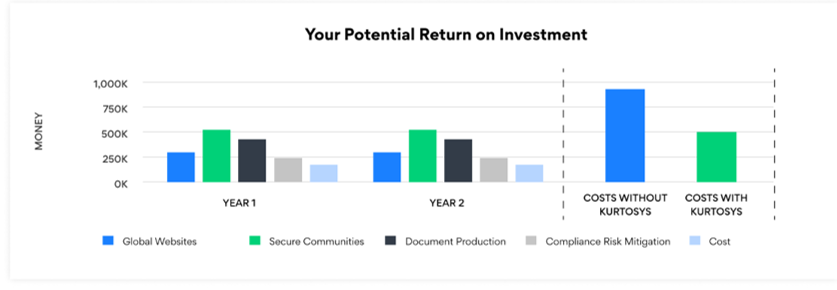 Your Potential Return on Investment
MONEY
1,000K
750K
500K
250K
0K
YEAR 1
YEAR 2
COSTS WITHOUT
KURTOSYS
COSTS WITH
KURTOSYS
Global Websites
Secure Communities
Document Production
Compliance Risk Mitigation
Cost